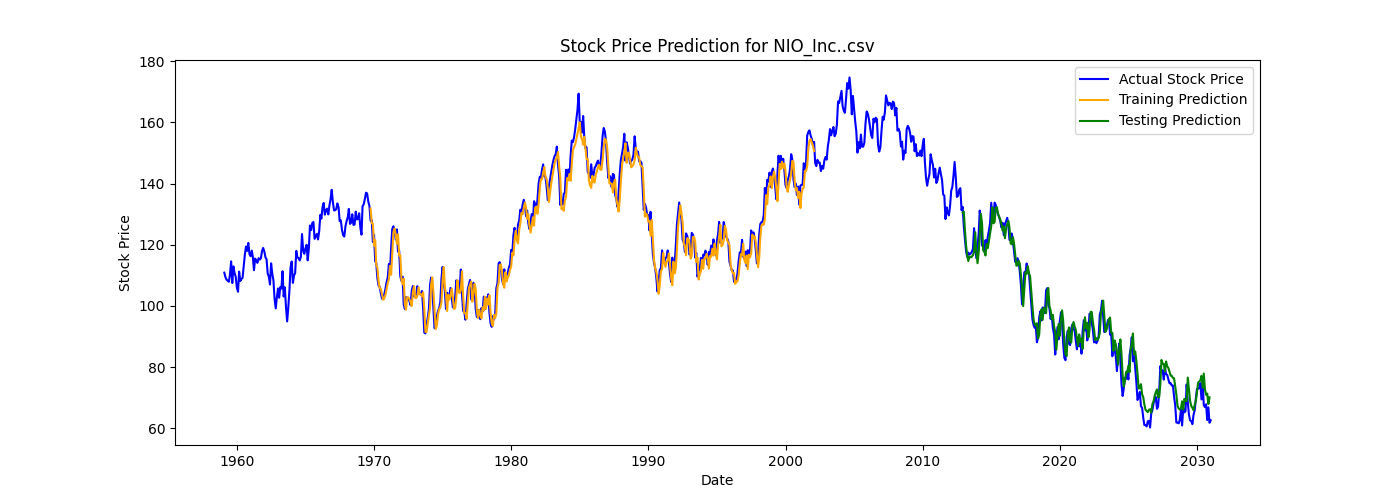 Stock Price Prediction for NIO_Inc..csv
Actual Stock Price
Training Prediction
Testing Prediction
Stock Price
180
160
140
120
100
80
60
1960
1970
1980
1990
2000
2010
2020
2030
Date